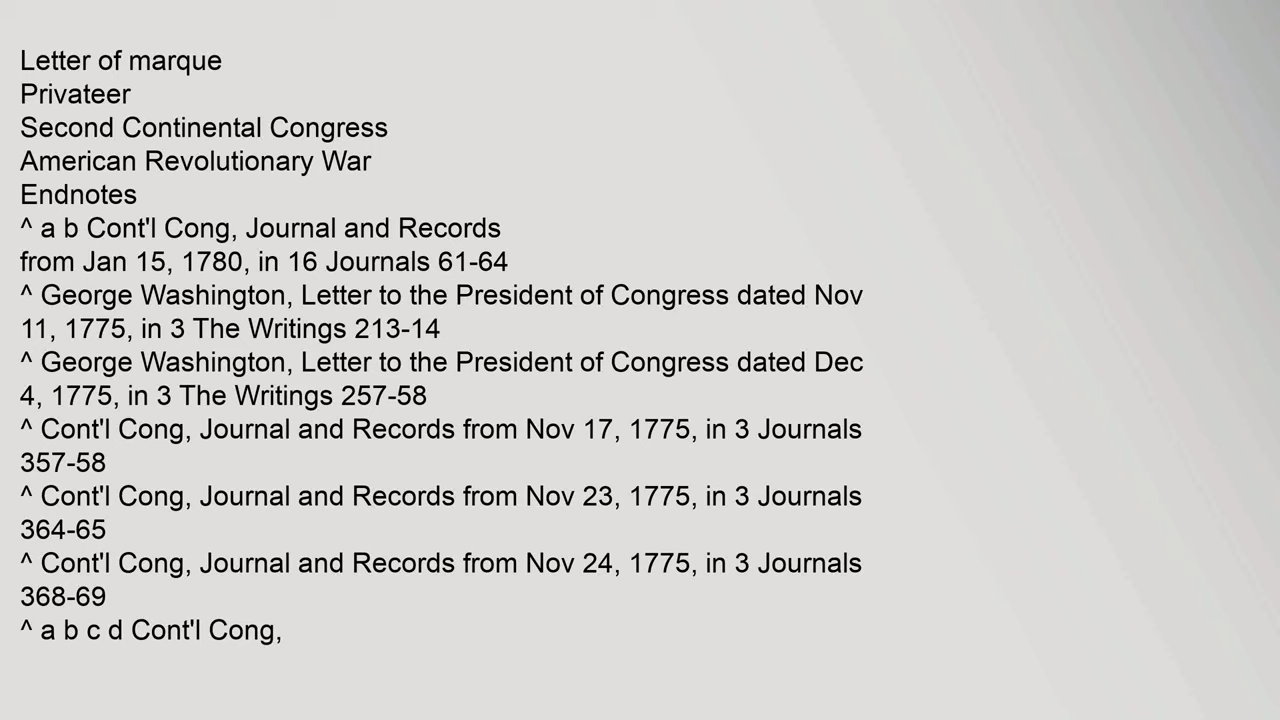 Letter of marque
Privateer
Second Continental Congress
American Revolutionary War
Endnotes
^ a b Cont'l Cong, Journal and Records
from Jan 15, 1780, in 16 Journals 61-64
^ George Washington, Letter to the President of Congress dated Nov
11, 1775, in 3 The Writings 213-14
^ George Washington, Letter to the President of Congress dated Dec
4, 1775, in 3 The Writings 257-58
^ Cont'l Cong, Journal and Records from Nov 17, 1775, in 3 Journals
357-58
^ Cont'l Cong, Journal and Records from Nov 23, 1775, in 3 Journals
364-65
^ Cont'l Cong, Journal and Records from Nov 24, 1775, in 3 Journals
368-69
^ a b c d Cont'l Cong,